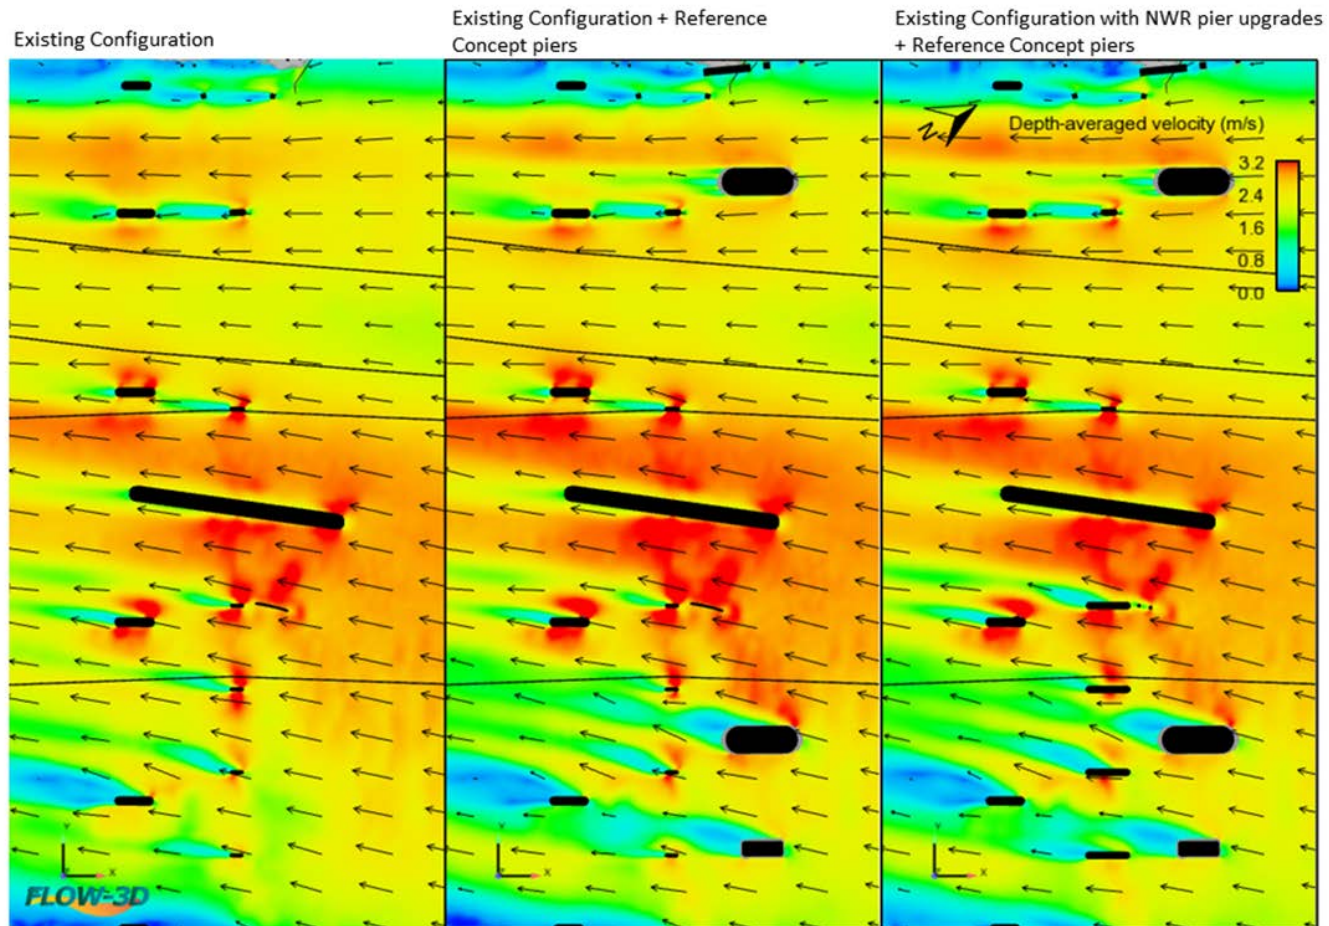 Existing Configuration
Existing Configuration + Reference
Concept piers
Existing Configuration with NWR pier upgrades
+ Reference Concept piers
N
Depth-averaged velocity (m/s)
3.2
2.4
1.6
0.8
0.0
Y
X
Y
X
Y
X
FLOW-3D